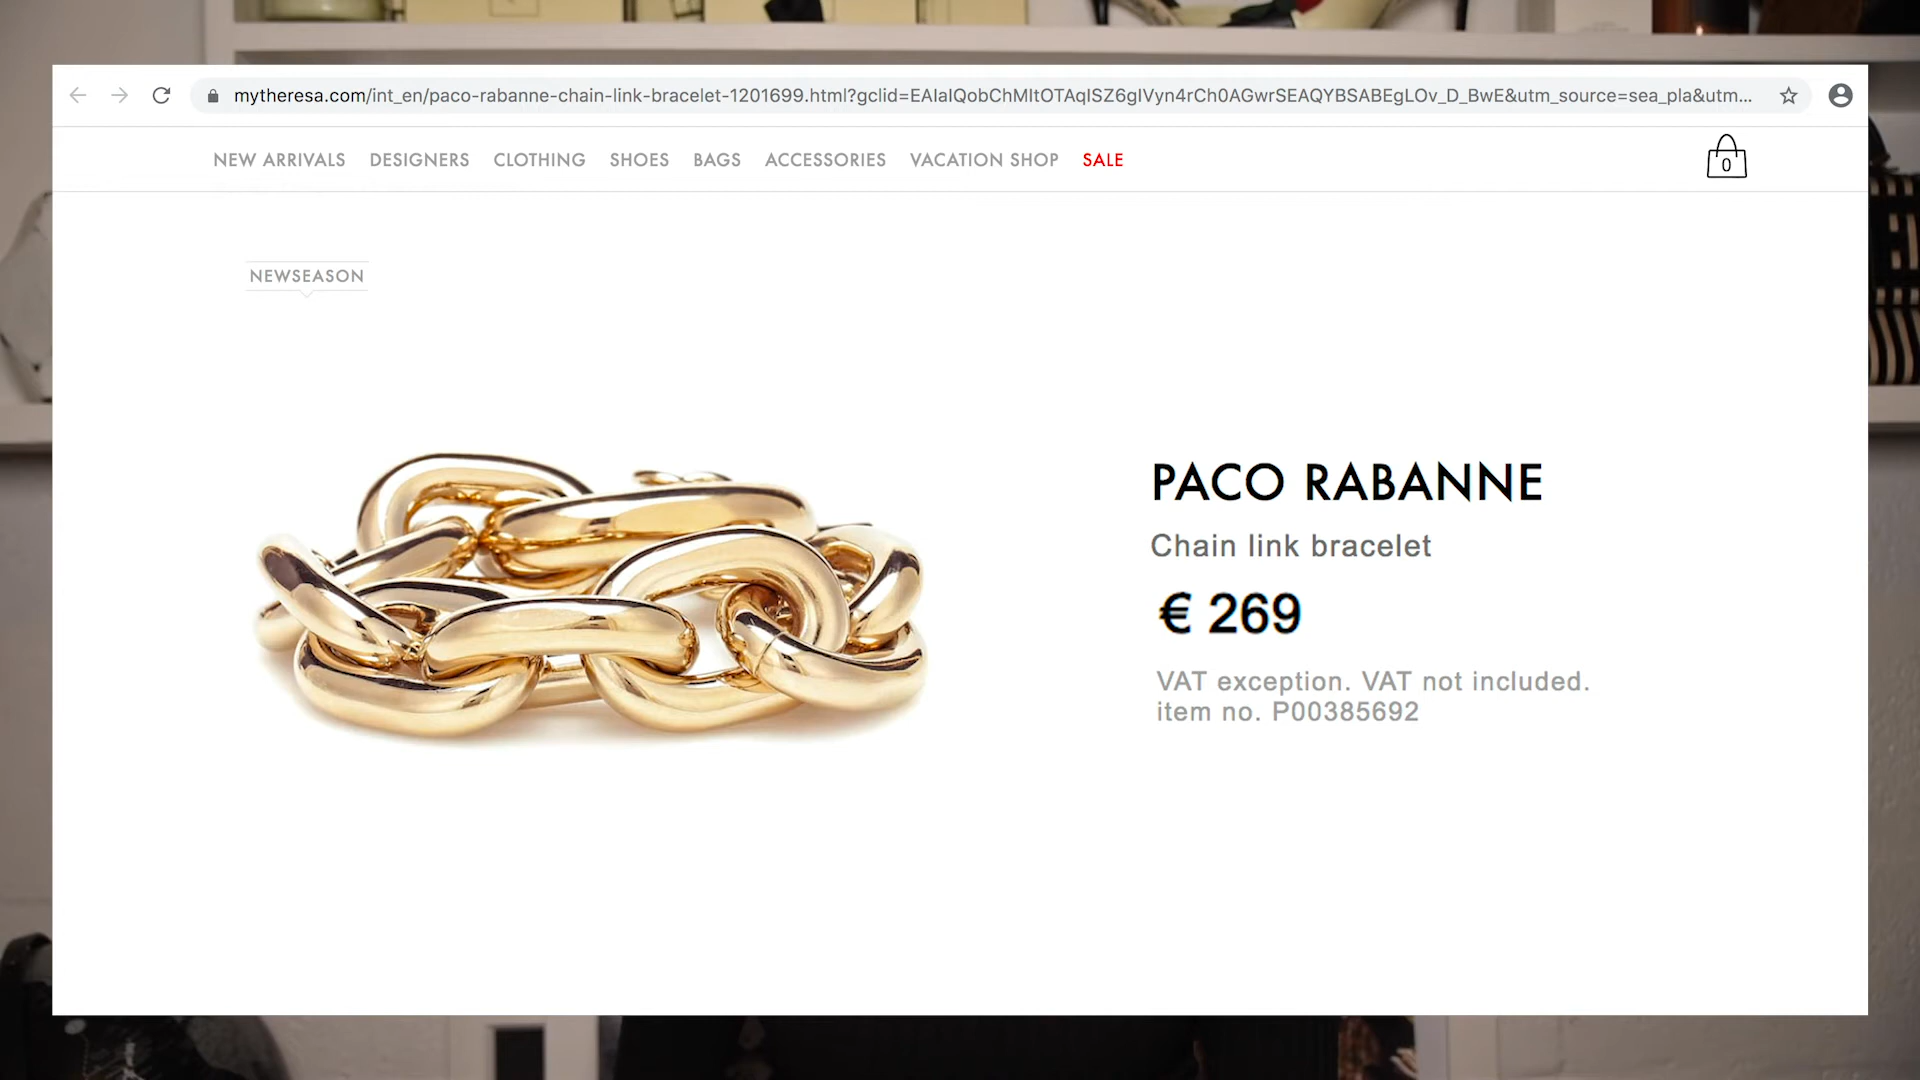 mytheresa.com/int_en/paco-rabanne-chain-link-bracelet-1201699.html?gclid=EAIaIQobChMItOTAqISZ6gIVyn4rCh0AGwrSEAQYBSABEgLOv_D_BwE&utm_source=sea_pla&utm...
NEW ARRIVALS DESIGNERS CLOTHING SHOES BAGS ACCESSORIES VACATION SHOP SALE
0
NEWSEASON
PACO RABANNE
Chain link bracelet
€ 269
VAT exception. VAT not included.
item no. P00385692